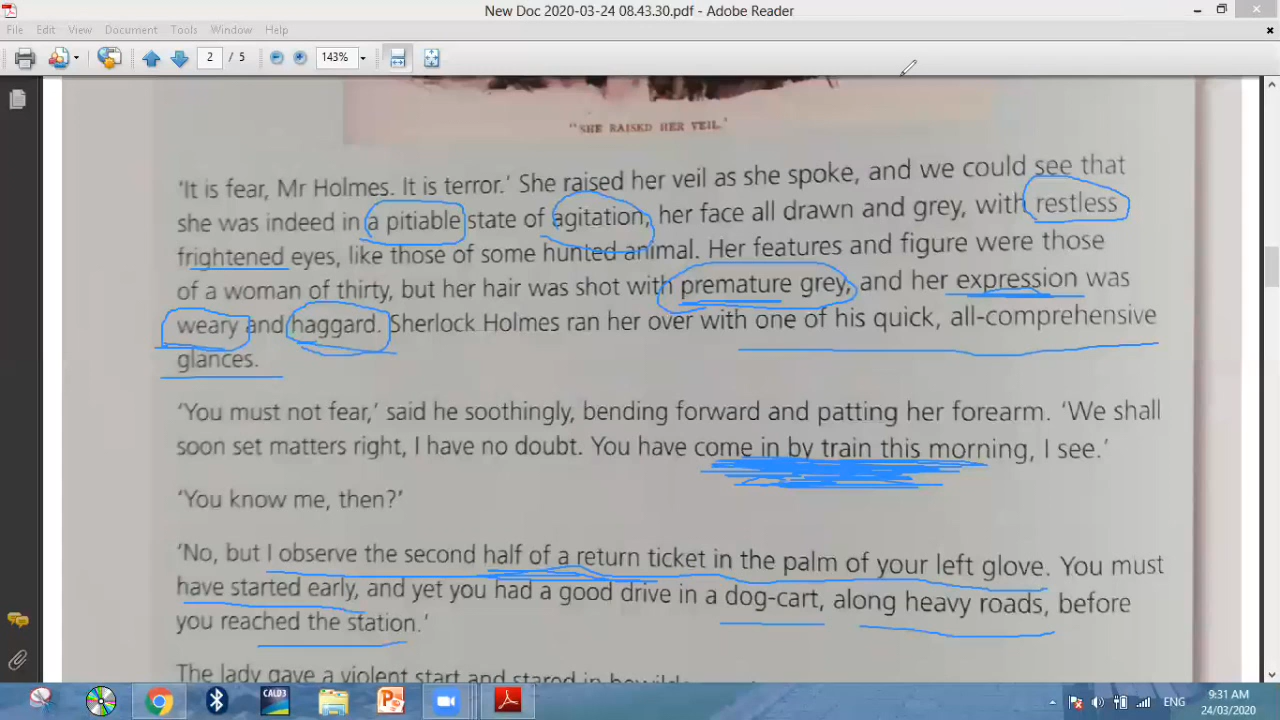 New Doc 2020-03-24 08.43.30.pdf - Adobe Reader
File Edit View Document Tools Window Help
2 / 5 143%
"SHE RAISED HER VEIL."
'It is fear, Mr Holmes. It is terror.' She raised her veil as she spoke, and we could see that
she was indeed in a pitiable state of agitation, her face all drawn and grey, with restless
frightened eyes, like those of some hunted animal. Her features and figure were those
of a woman of thirty, but her hair was shot with premature grey, and her expression was
weary and haggard. Sherlock Holmes ran her over with one of his quick, all-comprehensive
glances.
'You must not fear,' said he soothingly, bending forward and patting her forearm. 'We shall
soon set matters right, I have no doubt. You have come in by train this morning, I see.'
'You know me, then?'
'No, but I observe the second half of a return ticket in the palm of your left glove. You must
have started early, and yet you had a good drive in a dog-cart, along heavy roads, before
you reached the station.'
The lady gave a violent start and stared in
CALD3
ENG
9:31 AM
24/03/2020